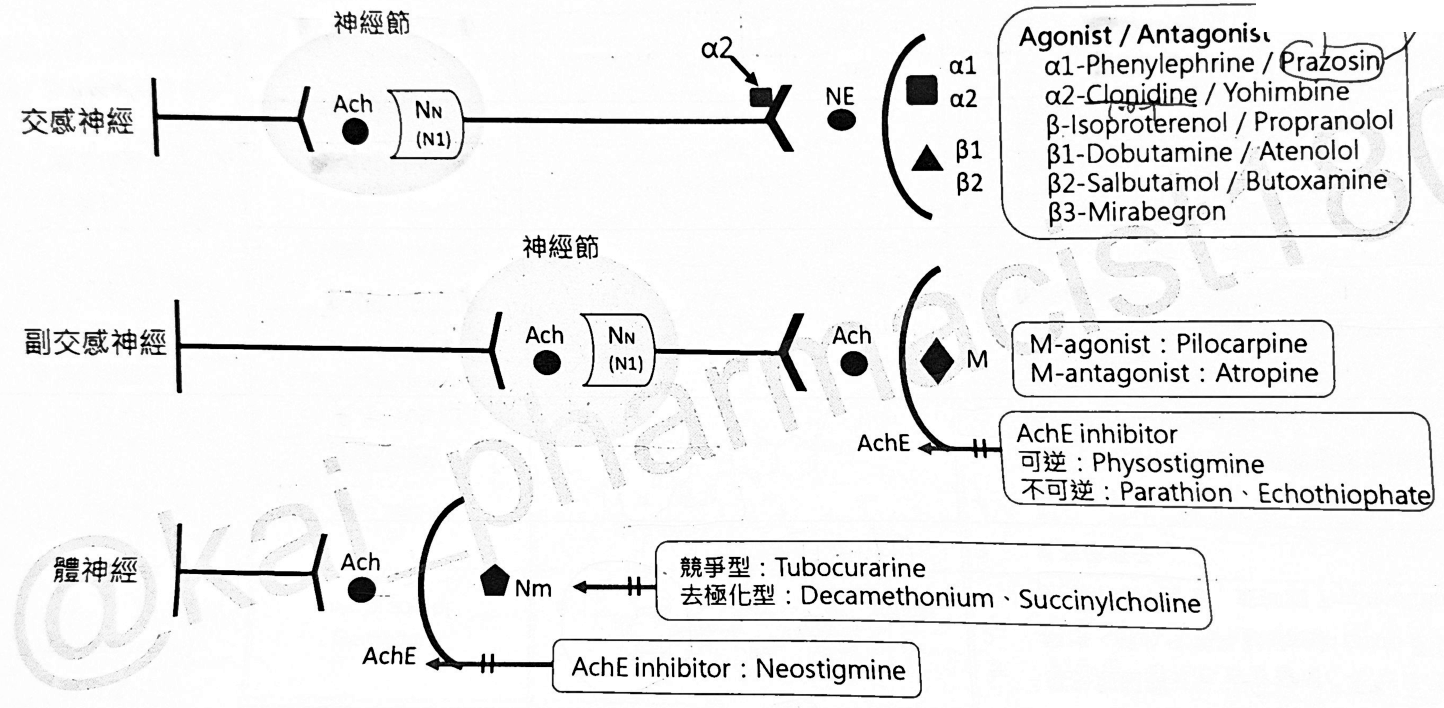 神經節
交感神經
Ach
NN
(N1)
α2
NE
α1
α2
β1
β2
Agonist / Antagonist
α1-Phenylephrine / Prazosin
α2-Clonidine / Yohimbine
β-Isoproterenol / Propranolol
β1-Dobutamine / Atenolol
β2-Salbutamol / Butoxamine
β3-Mirabegron
神經節
副交感神經
Ach
NN
(N1)
Ach
M
M-agonist：Pilocarpine
M-antagonist：Atropine
AchE
AchE inhibitor
可逆：Physostigmine
不可逆：Parathion、Echothiophate
體神經
Ach
Nm
競爭型：Tubocurarine
去極化型：Decamethonium、Succinylcholine
AchE
AchE inhibitor：Neostigmine
@kai_pharmacist180